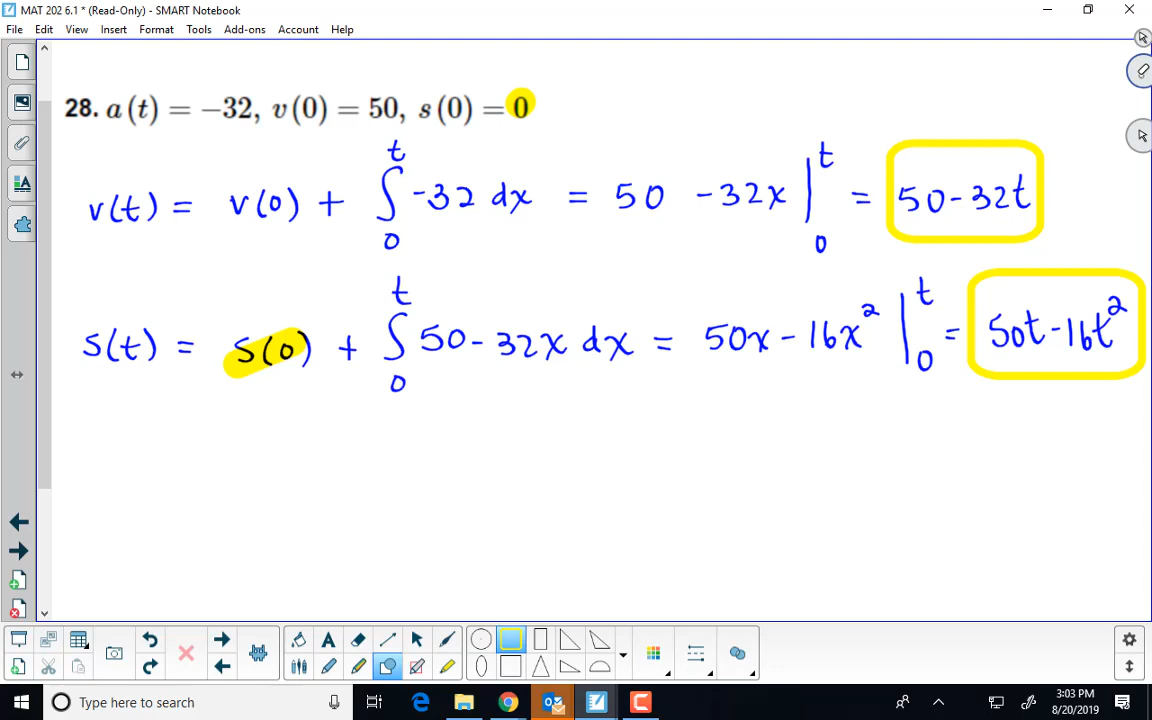 MAT 202 6.1 * (Read-Only) - SMART Notebook
File Edit View Insert Format Tools Add-ons Account Help
28. a(t) = −32, v(0) = 50, s(0) = 0
v(t) = v(0) + ∫₀ᵗ -32 dx = 50 -32x |₀ᵗ = 50-32t
s(t) = s(0) + ∫₀ᵗ 50-32x dx = 50x-16x² |₀ᵗ = 50t-16t²
A
Type here to search
3:03 PM
8/20/2019